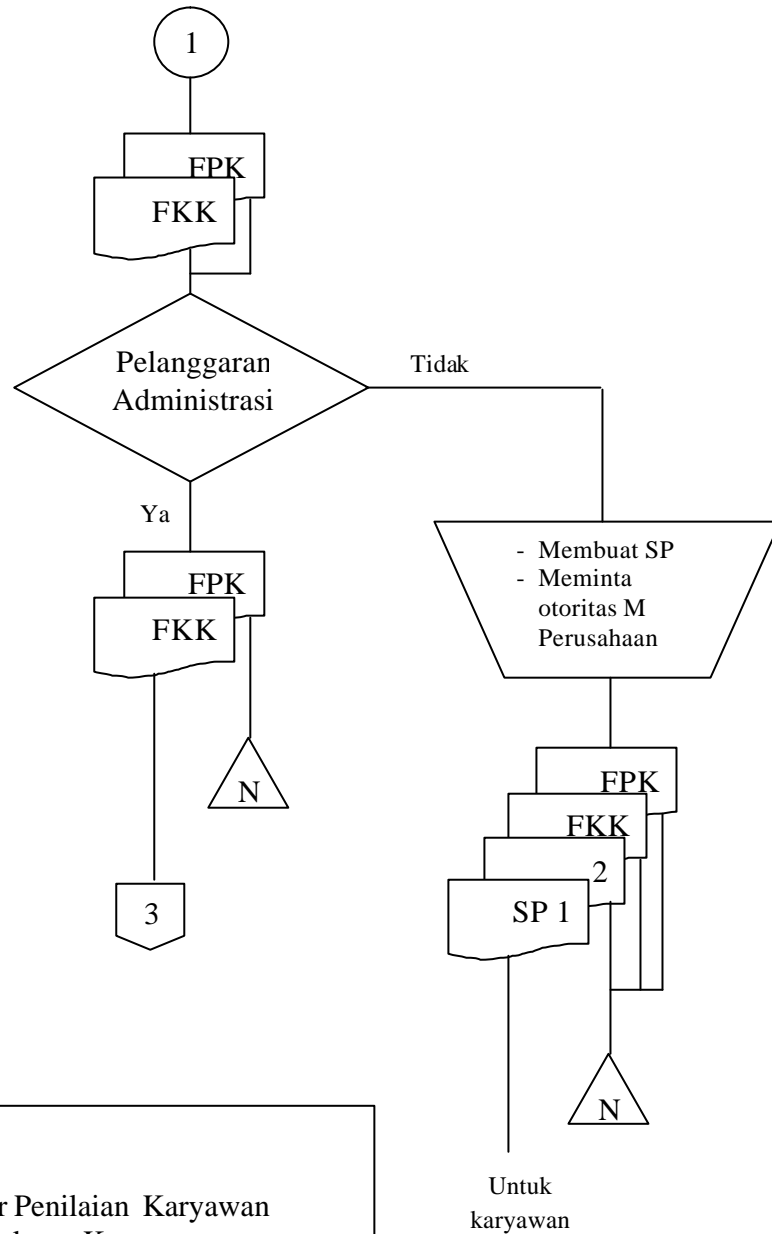 1
FPK
FKK
Pelanggaran
Administrasi
Tidak
Ya
FPK
FKK
N
3
- Membuat SP
- Meminta
otoritas M
Perusahaan
FPK
FKK
2
SP 1
N
Untuk
karyawan
Penilaian Karyawan